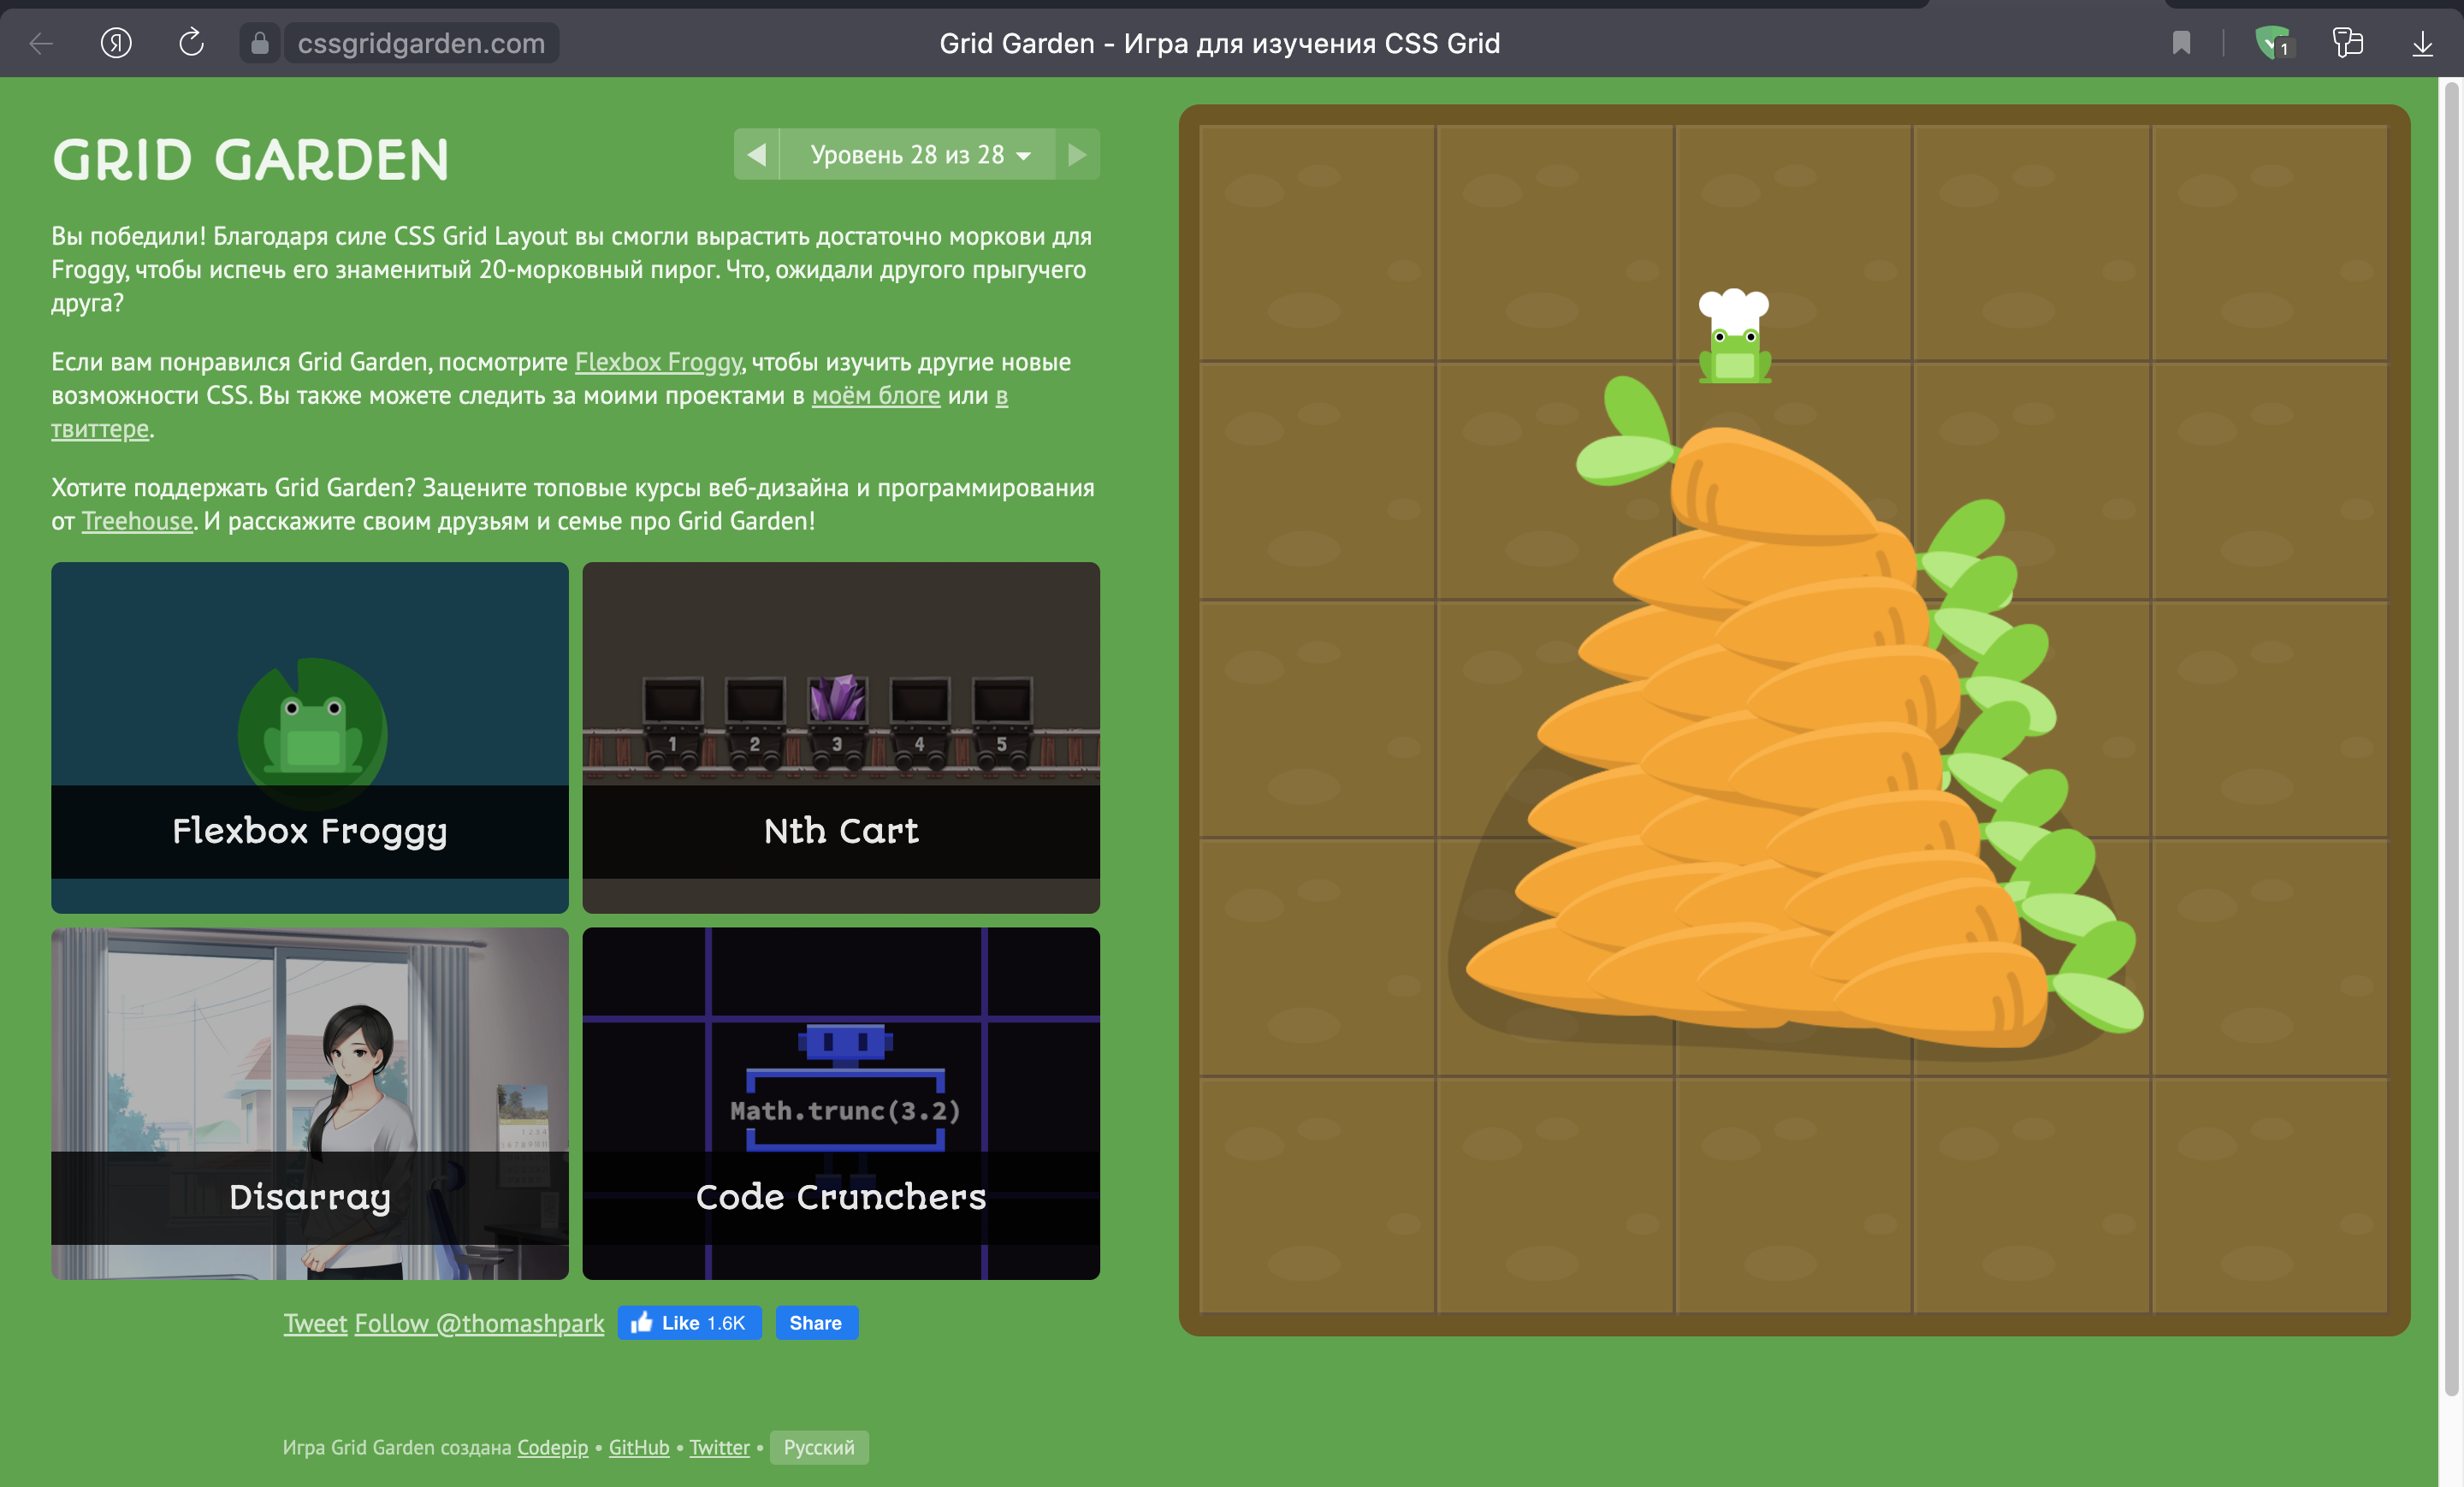 cssgridgarden.com
Grid Garden - Игра для изучения CSS Grid
1
GRID GARDEN
Уровень 28 из 28
Вы победили! Благодаря силе CSS Grid Layout вы смогли вырастить достаточно моркови для
Froggy, чтобы испечь его знаменитый 20-морковный пирог. Что, ожидали другого прыгучего
друга?
Если вам понравился Grid Garden, посмотрите Flexbox Froggy, чтобы изучить другие новые
возможности CSS. Вы также можете следить за моими проектами в моём блоге или в
твиттере.
Хотите поддержать Grid Garden? Зацените топовые курсы веб-дизайна и программирования
от Treehouse. И расскажите своим друзьям и семье про Grid Garden!
Flexbox Froggy
1 2 3 4 5
Nth Cart
Disarray
Math.trunc(3.2)
Code Crunchers
Tweet Follow @thomashpark Like 1.6K Share
Игра Grid Garden создана Codepip • GitHub • Twitter • Русский